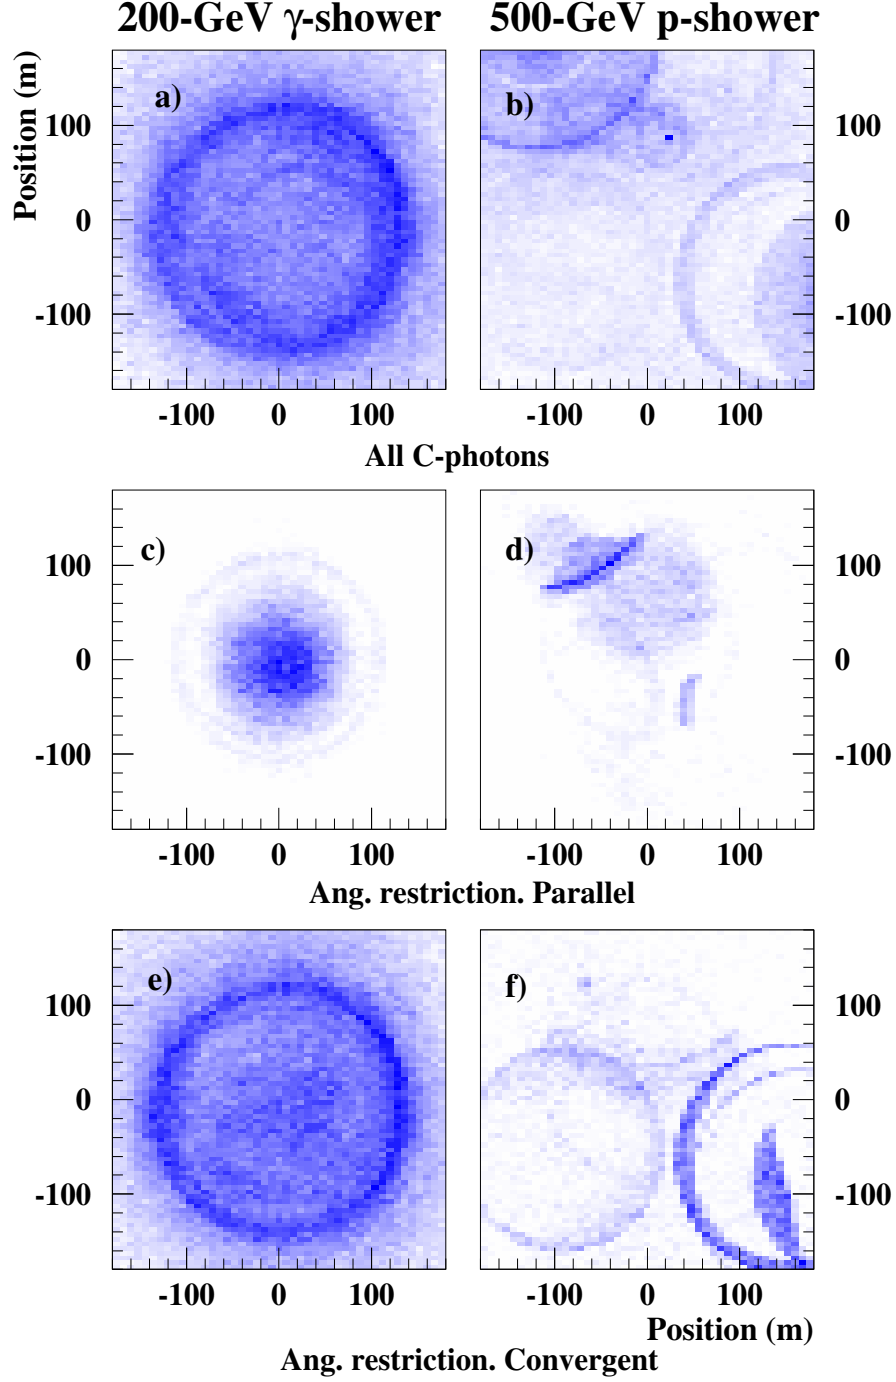 200-GeV γ-shower 500-GeV p-shower
Position (m)
a) b)
100 100
0 0
-100 -100
-100 0 100 -100 0 100
All C-photons
c) d)
100 100
0 0
-100 -100
-100 0 100 -100 0 100
Ang. restriction. Parallel
e) f)
100 100
0 0
-100 -100
-100 0 100 -100 0 100
Position (m)
Ang. restriction. Convergent